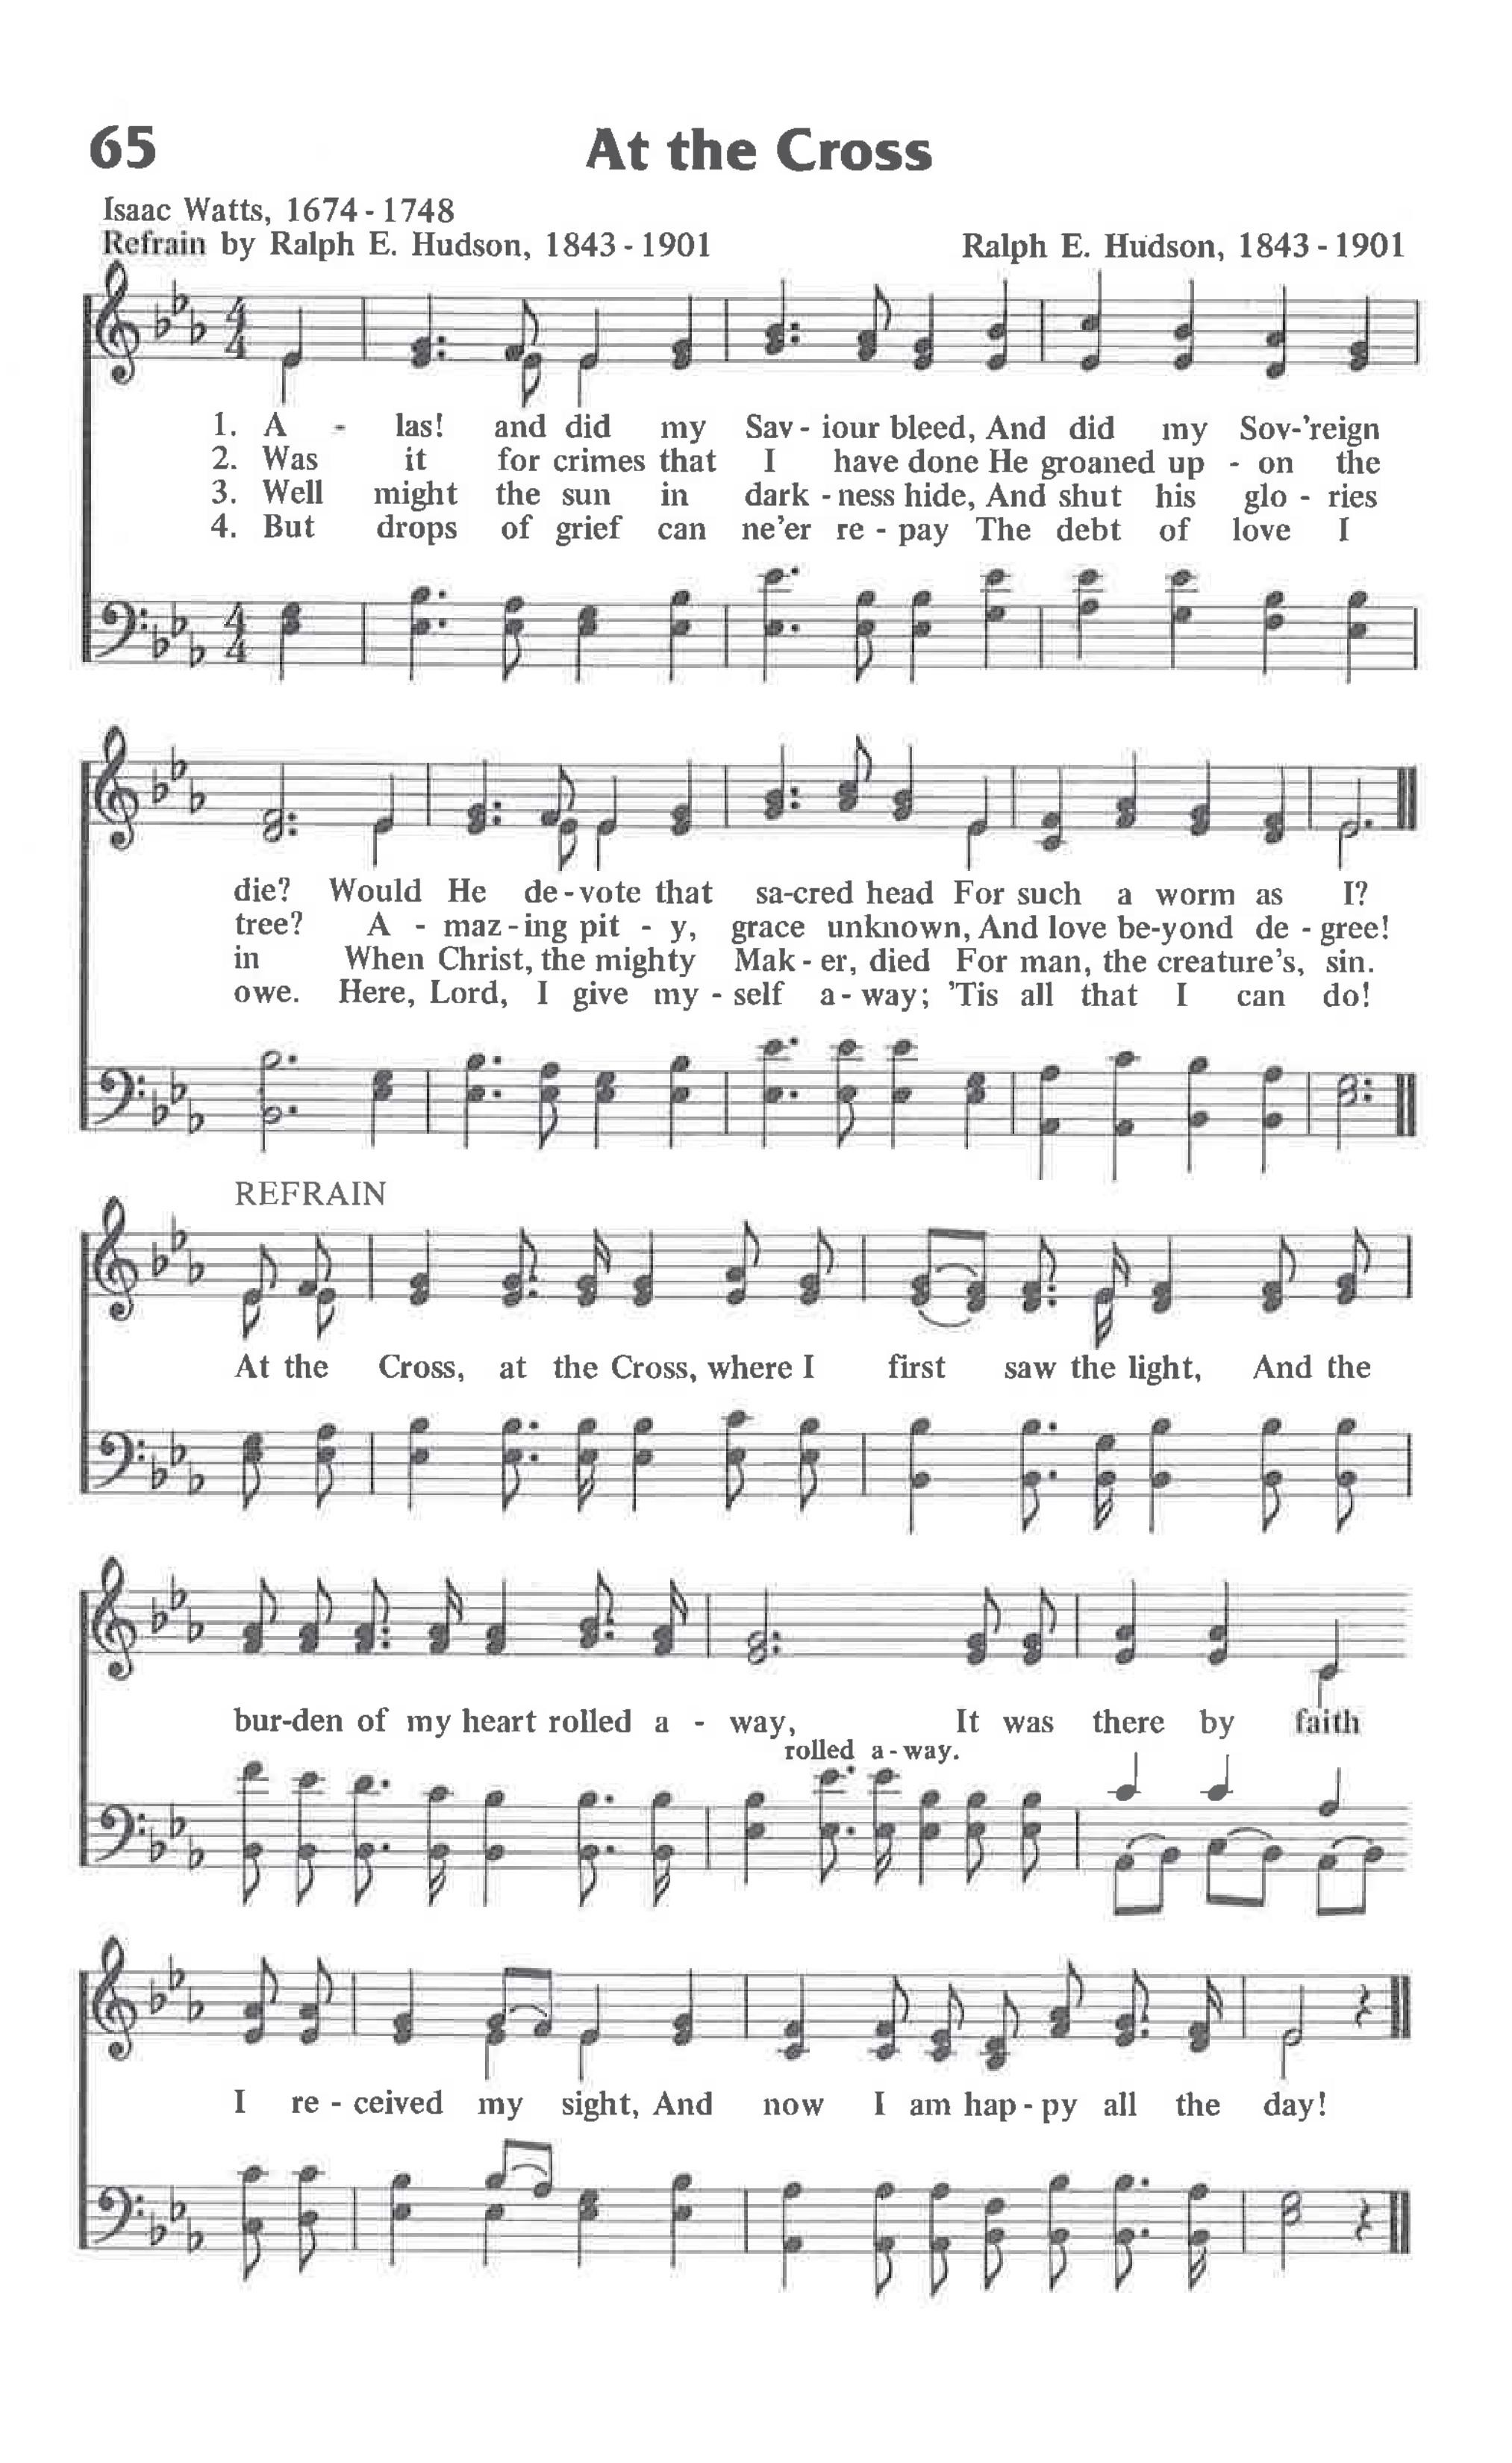 65 At the Cross
Isaac Watts, 1674 - 1748
Refrain by Ralph E. Hudson, 1843 - 1901 Ralph E. Hudson, 1843 - 1901
1. A - las! and did my Sav - iour bleed, And did my Sov-'reign
2. Was it for crimes that I have done He groaned up - on the
3. Well might the sun in dark - ness hide, And shut his glo - ries
4. But drops of grief can ne'er re - pay The debt of love I
die? Would He de - vote that sa-cred head For such a worm as I?
tree? A - maz - ing pit - y, grace unknown, And love be-yond de - gree!
in When Christ, the mighty Mak - er, died For man, the creature's, sin.
owe. Here, Lord, I give my - self a - way; 'Tis all that I can do!
REFRAIN
At the Cross, at the Cross, where I first saw the light, And the
bur-den of my heart rolled a - way, It was there by faith
rolled a - way.
I re - ceived my sight, And now I am hap - py all the day!